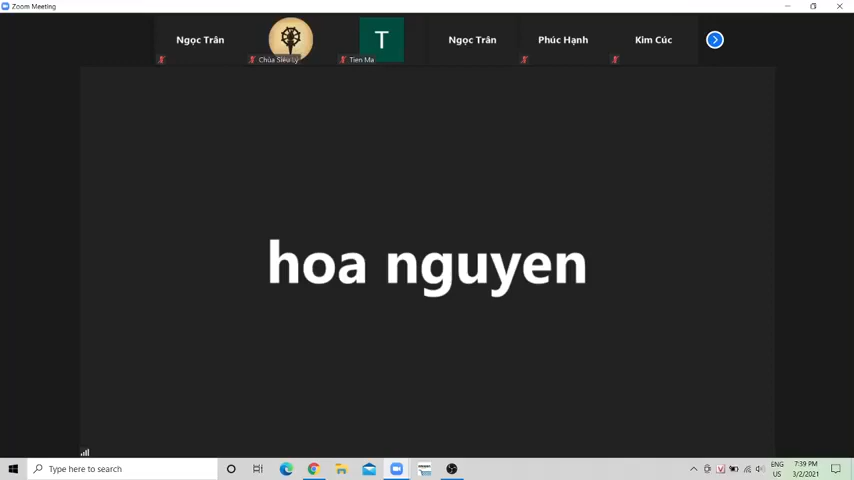 Zoom Meeting
Ngọc Trân
Chùa Siêu Lý
T
Tien Ma
Ngọc Trân
Phúc Hạnh
Kim Cúc
hoa nguyen
Type here to search
ENG
US
7:39 PM
3/2/2021